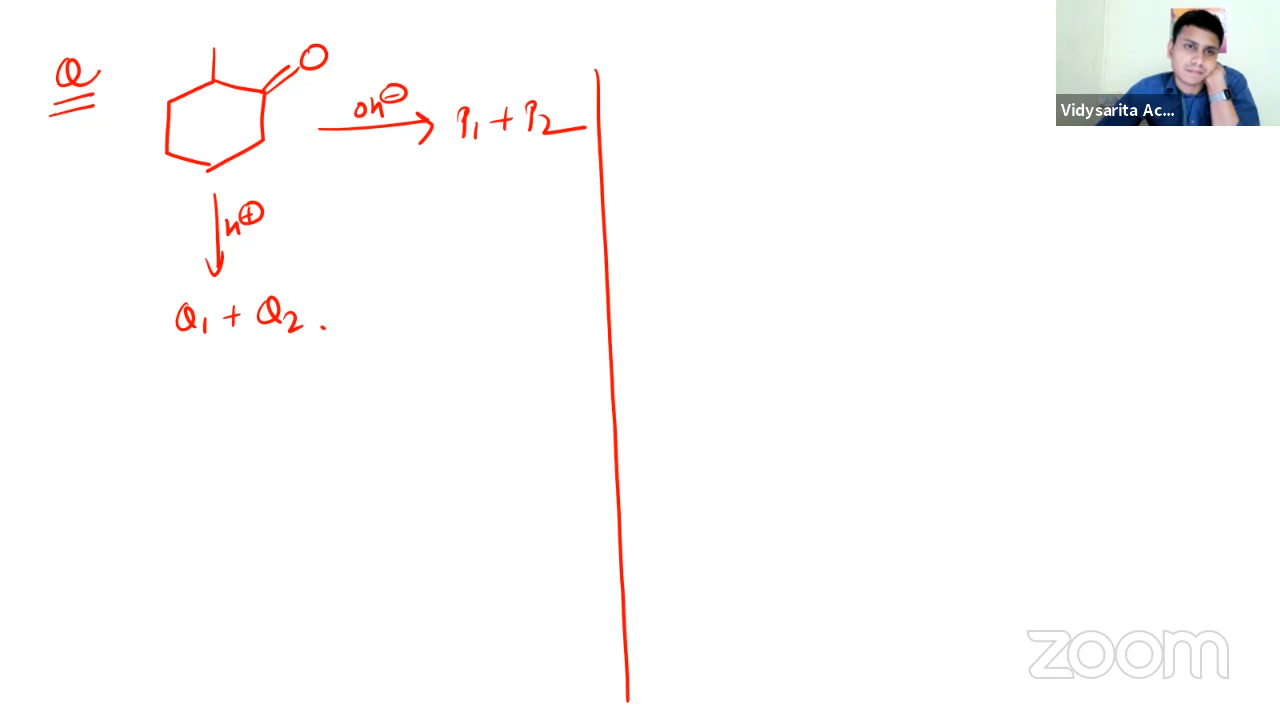 Q
O
OH⊖
P1 + P2
H⊕
Q1 + Q2 .
Vidysarita Ac...
zoom